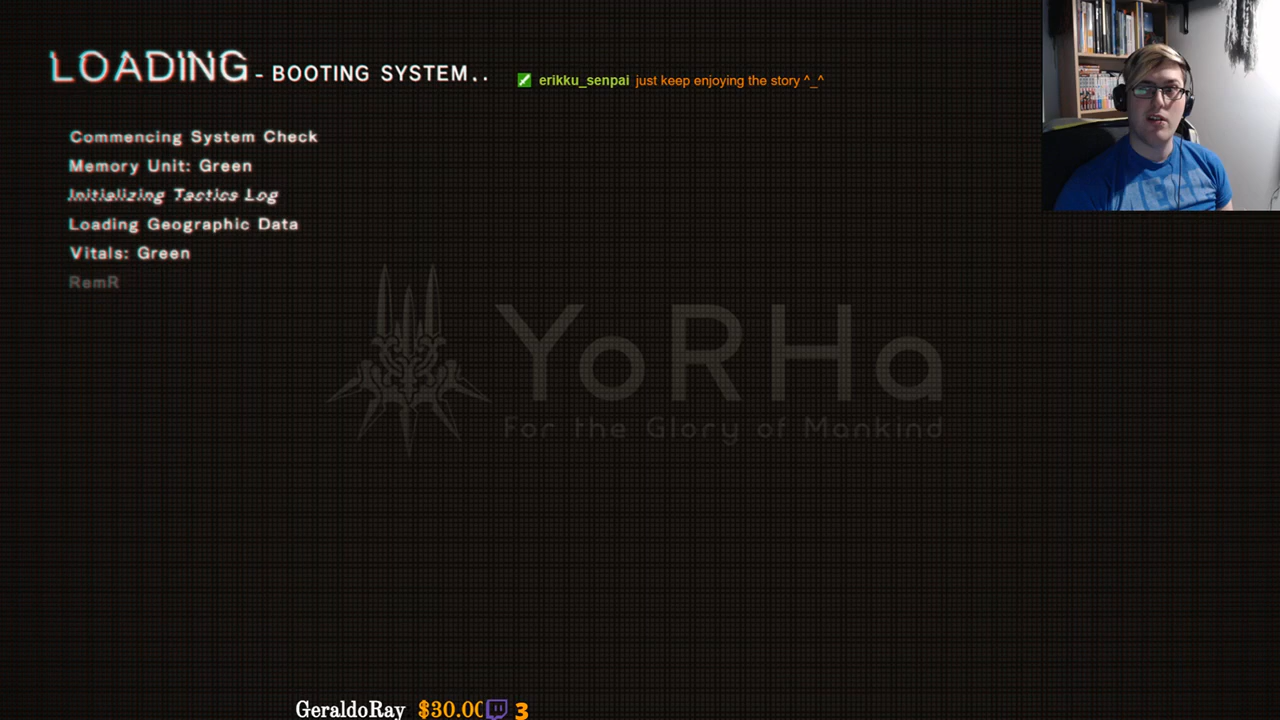 LOADING - BOOTING SYSTEM..
erikku_senpai just keep enjoying the story ^_^
Commencing System Check
Memory Unit: Green
Initializing Tactics Log
Loading Geographic Data
Vitals: Green
RemR
YoRHa
For the Glory of Mankind
GeraldoRay $30.00 3